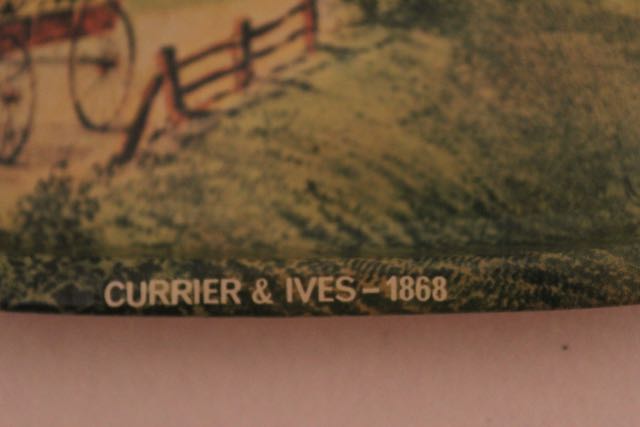 CURRIER & IVES – 1868